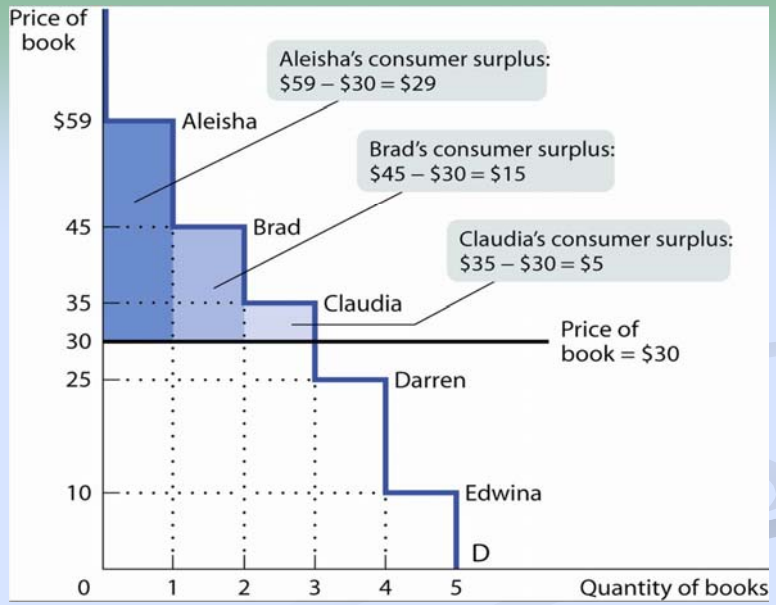 Price of
book
Aleisha's consumer surplus:
$59 – $30 = $29
$59
Aleisha
Brad's consumer surplus:
$45 – $30 = $15
45
Brad
Claudia's consumer surplus:
$35 – $30 = $5
35
Claudia
30
Price of
book = $30
25
Darren
10
Edwina
D
0 1 2 3 4 5 Quantity of books